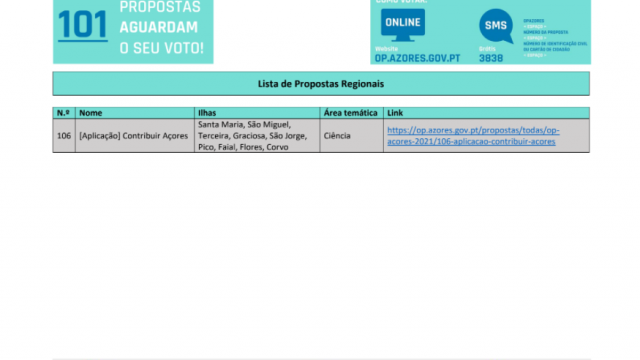 101 PROPOSTAS
AGUARDAM
O SEU VOTO!
COMO VOTAR:
ONLINE
Website
OP.AZORES.GOV.PT
SMS
Grátis
3838
OPAZORES
<ESPAÇO>
NÚMERO DA PROPOSTA
<ESPAÇO>
NÚMERO DE IDENTIFICAÇÃO CIVIL
OU CARTÃO DE CIDADÃO
<ESPAÇO>
Lista de Propostas Regionais
N.º Nome Ilhas Área temática Link
106 [Aplicação] Contribuir Açores Santa Maria, São Miguel,
Terceira, Graciosa, São Jorge,
Pico, Faial, Flores, Corvo
Ciência
https://op.azores.gov.pt/propostas/todas/op-
acores-2021/106-aplicacao-contribuir-acores